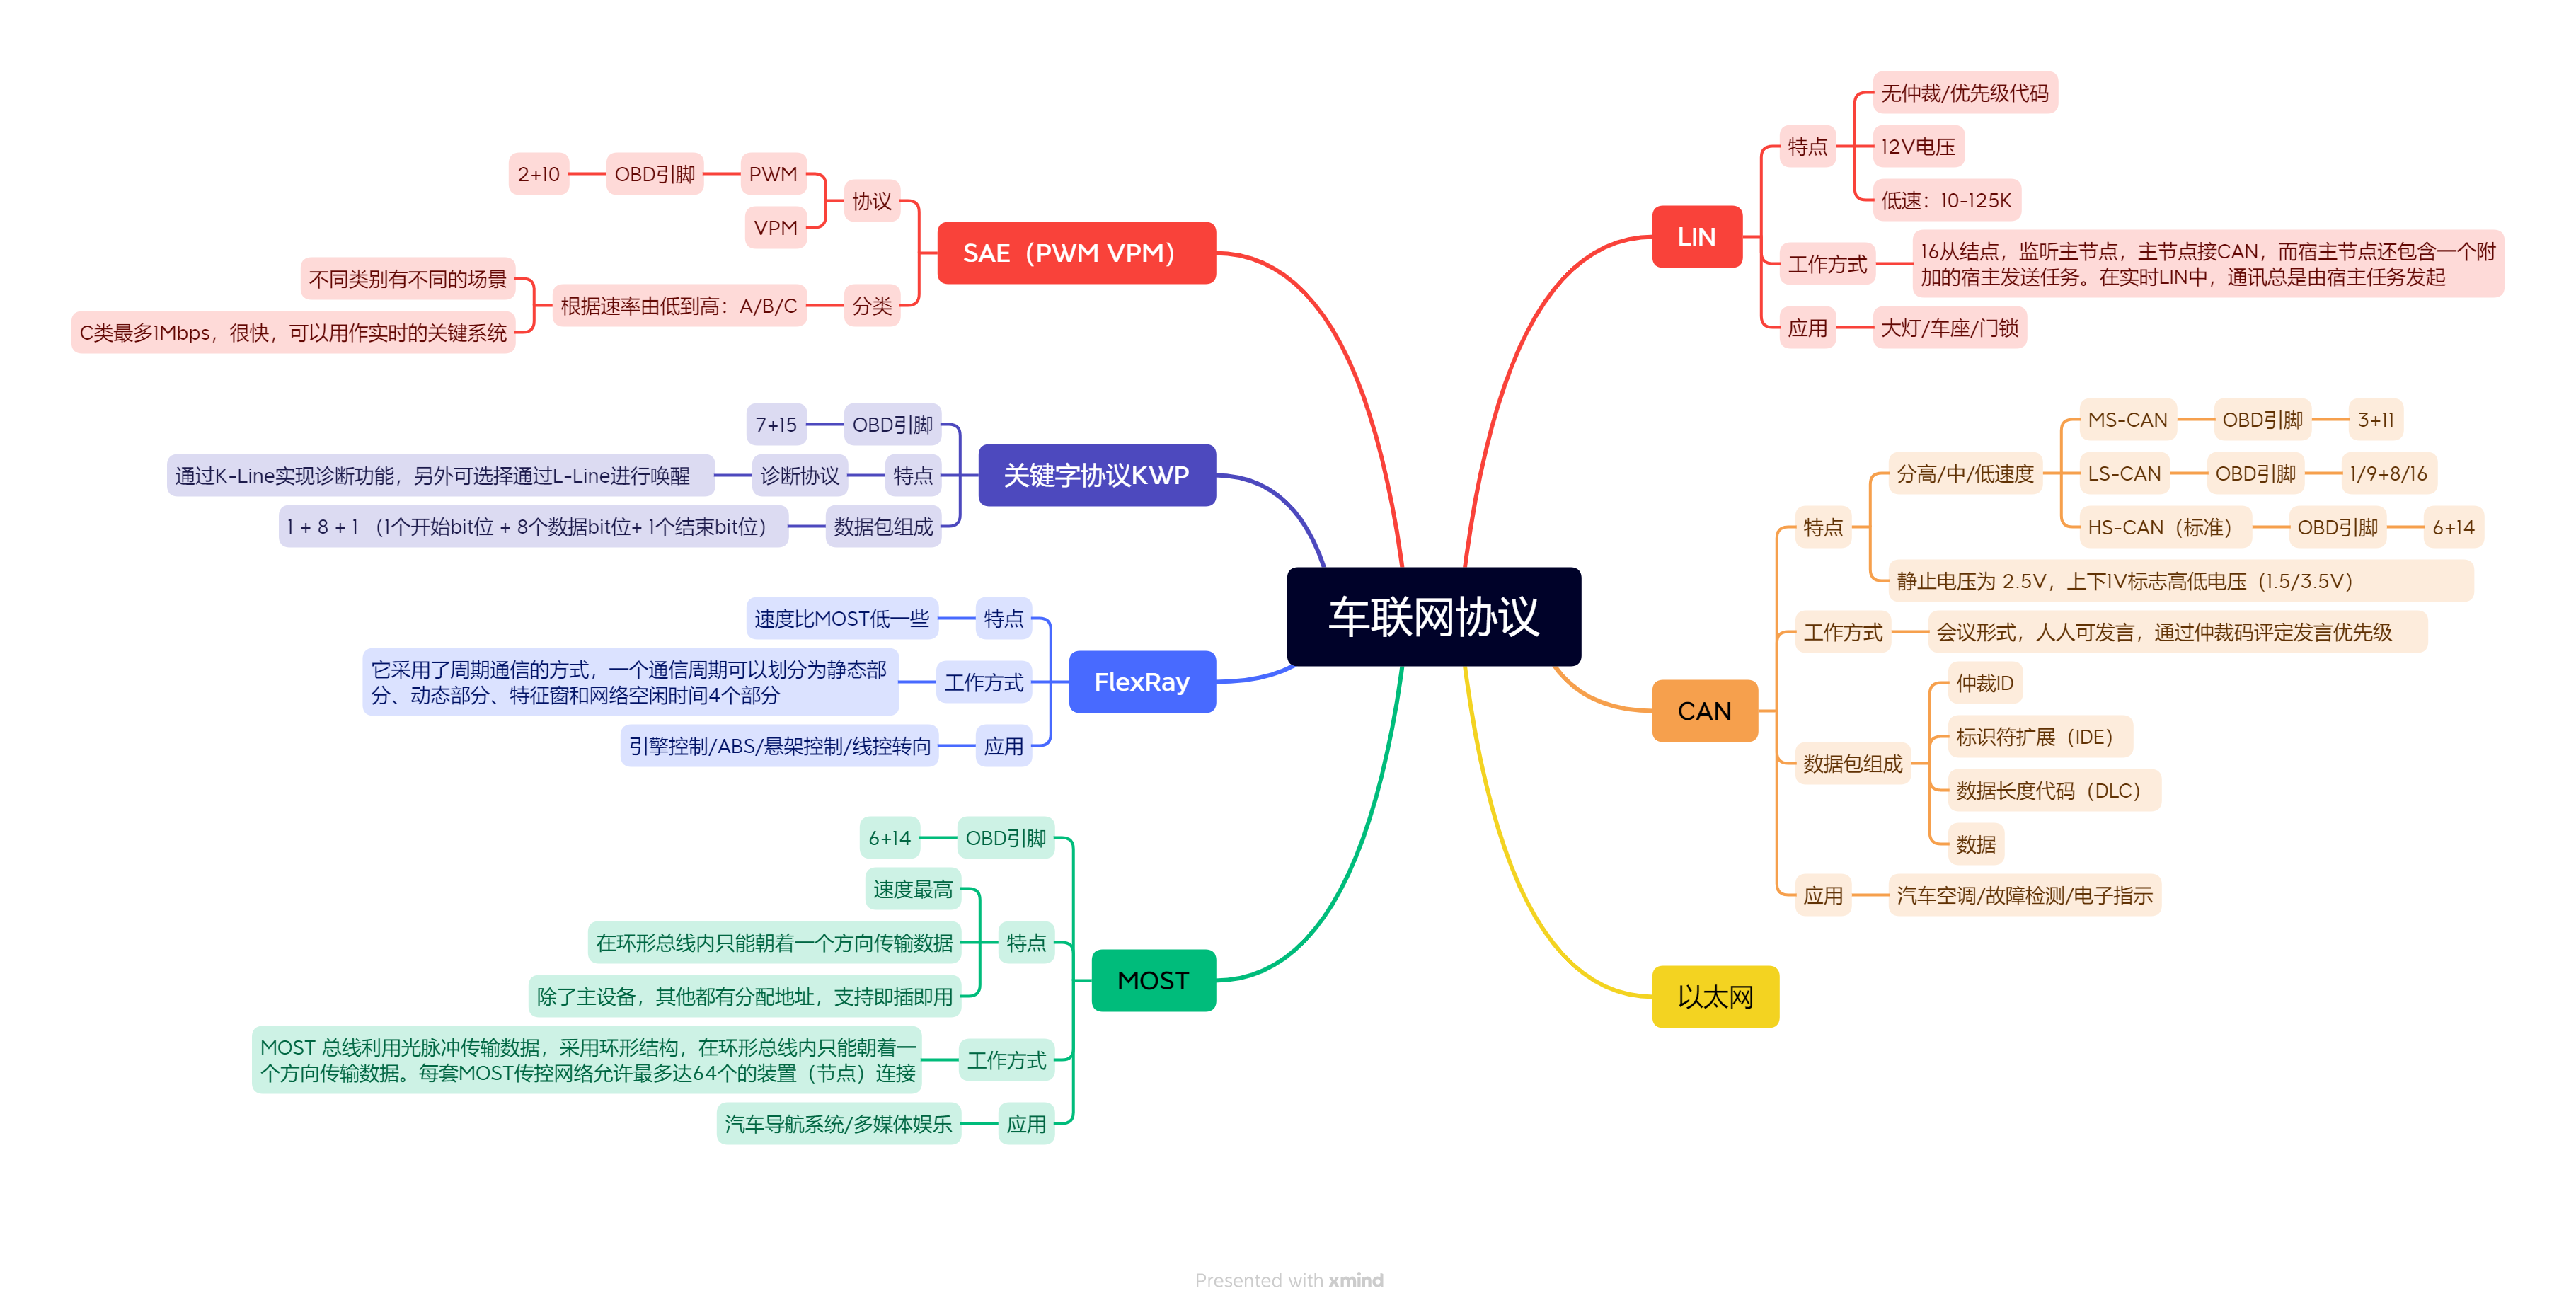 车联网协议
LIN
特点
无仲裁/优先级代码
12V电压
低速：10-125K
工作方式
16从结点，监听主节点，主节点接CAN，而宿主节点还包含一个附
加的宿主发送任务。在实时LIN中，通讯总是由宿主任务发起
应用
大灯/车座/门锁
CAN
特点
分高/中/低速度
MS-CAN
OBD引脚
3+11
LS-CAN
OBD引脚
1/9+8/16
HS-CAN（标准）
OBD引脚
6+14
静止电压为 2.5V，上下1V标志高低电压（1.5/3.5V）
工作方式
会议形式，人人可发言，通过仲裁码评定发言优先级
数据包组成
仲裁ID
标识符扩展（IDE）
数据长度代码（DLC）
数据
应用
汽车空调/故障检测/电子指示
以太网
SAE（PWM VPM）
协议
PWM
OBD引脚
2+10
VPM
分类
根据速率由低到高：A/B/C
不同类别有不同的场景
C类最多1Mbps，很快，可以用作实时的关键系统
关键字协议KWP
OBD引脚
7+15
特点
诊断协议
通过K-Line实现诊断功能，另外可选择通过L-Line进行唤醒
数据包组成
1 + 8 + 1 （1个开始bit位 + 8个数据bit位+ 1个结束bit位）
FlexRay
特点
速度比MOST低一些
工作方式
它采用了周期通信的方式，一个通信周期可以划分为静态部
分、动态部分、特征窗和网络空闲时间4个部分
应用
引擎控制/ABS/悬架控制/线控转向
MOST
OBD引脚
6+14
特点
速度最高
在环形总线内只能朝着一个方向传输数据
除了主设备，其他都有分配地址，支持即插即用
工作方式
MOST 总线利用光脉冲传输数据，采用环形结构，在环形总线内只能朝着一
个方向传输数据。每套MOST传控网络允许最多达64个的装置（节点）连接
应用
汽车导航系统/多媒体娱乐
Presented with xmind